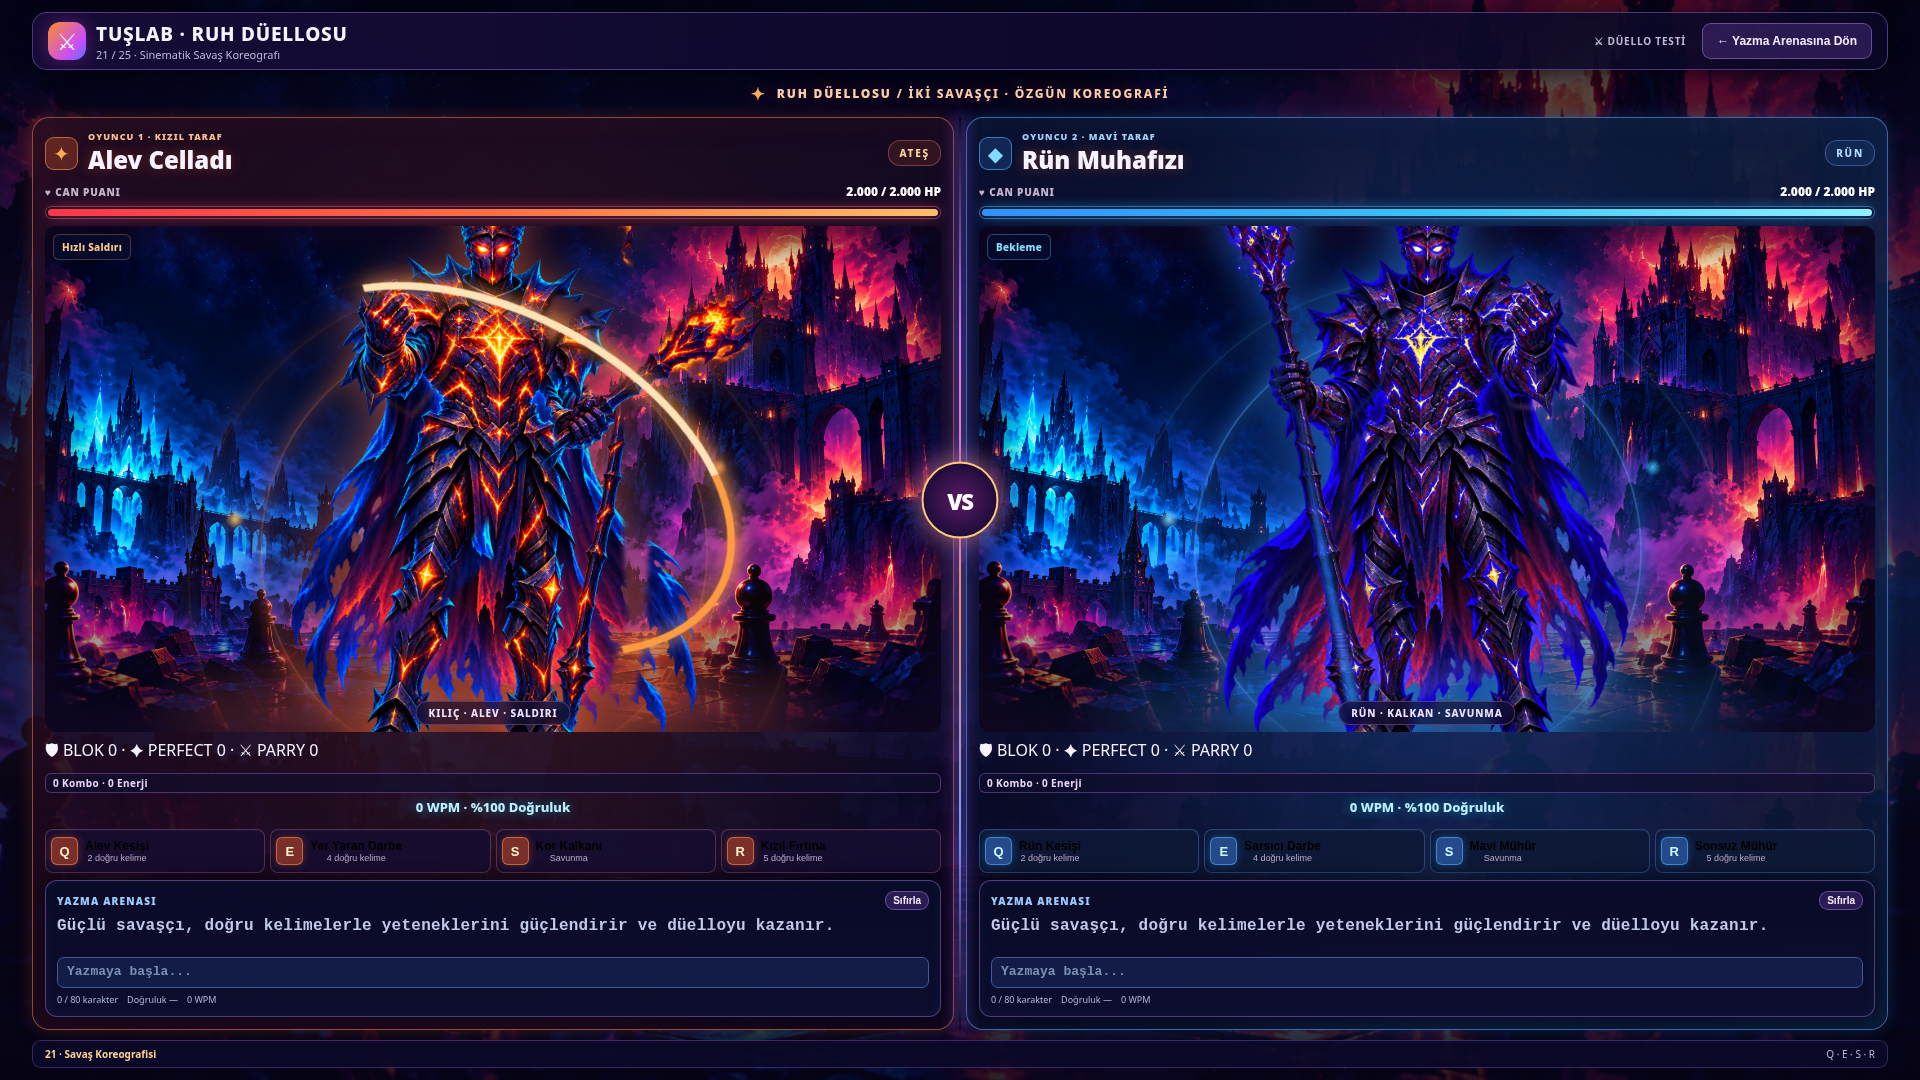 TUŞLAB · RUH DÜELLOSU
21 / 25 · Sinematik Savaş Koreografi
⚔ DÜELLO TESTİ
← Yazma Arenasına Dön
✦ RUH DÜELLOSU / İKİ SAVAŞÇI · ÖZGÜN KOREOGRAFİ
OYUNCU 1 · KIZIL TARAF
Alev Celladı
ATEŞ
♥ CAN PUANI
2.000 / 2.000 HP
Hızlı Saldırı
KILIÇ · ALEV · SALDIRI
🛡 BLOK 0 · ✦ PERFECT 0 · ⚔ PARRY 0
0 Kombo · 0 Enerji
0 WPM · %100 Doğruluk
Q Alev Kesişi
2 doğru kelime
E Yer Yaran Darbe
4 doğru kelime
S Kor Kalkanı
Savunma
R Kızıl Fırtına
5 doğru kelime
YAZMA ARENASI
Sıfırla
Güçlü savaşçı, doğru kelimelerle yeteneklerini güçlendirir ve düelloyu kazanır.
Yazmaya başla...
0 / 80 karakter Doğruluk — 0 WPM
VS
OYUNCU 2 · MAVİ TARAF
Rün Muhafızı
RÜN
♥ CAN PUANI
2.000 / 2.000 HP
Bekleme
RÜN · KALKAN · SAVUNMA
🛡 BLOK 0 · ✦ PERFECT 0 · ⚔ PARRY 0
0 Kombo · 0 Enerji
0 WPM · %100 Doğruluk
Q Rün Kesişi
2 doğru kelime
E Sarsıcı Darbe
4 doğru kelime
S Mavi Mühür
Savunma
R Sonsuz Mühür
5 doğru kelime
YAZMA ARENASI
Sıfırla
Güçlü savaşçı, doğru kelimelerle yeteneklerini güçlendirir ve düelloyu kazanır.
Yazmaya başla...
0 / 80 karakter Doğruluk — 0 WPM
21 · Savaş Koreografisi
Q · E · S · R